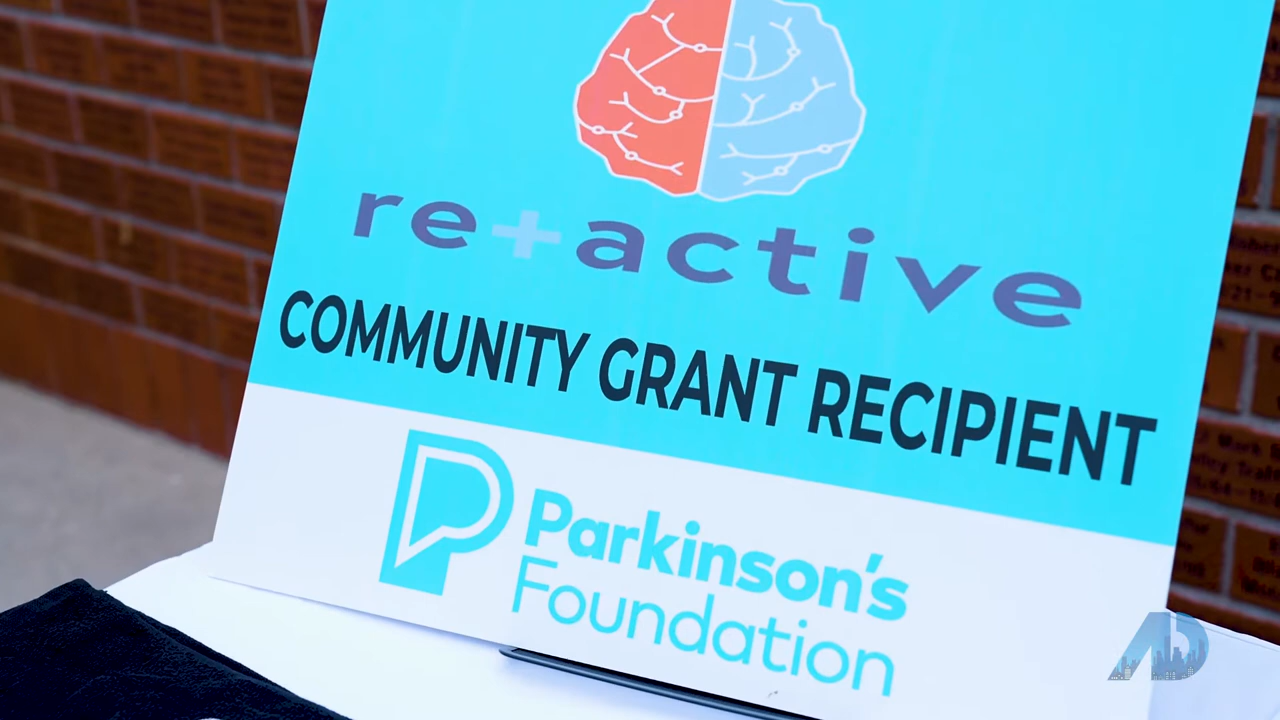 re+active
COMMUNITY GRANT RECIPIENT
Parkinson's
Foundation